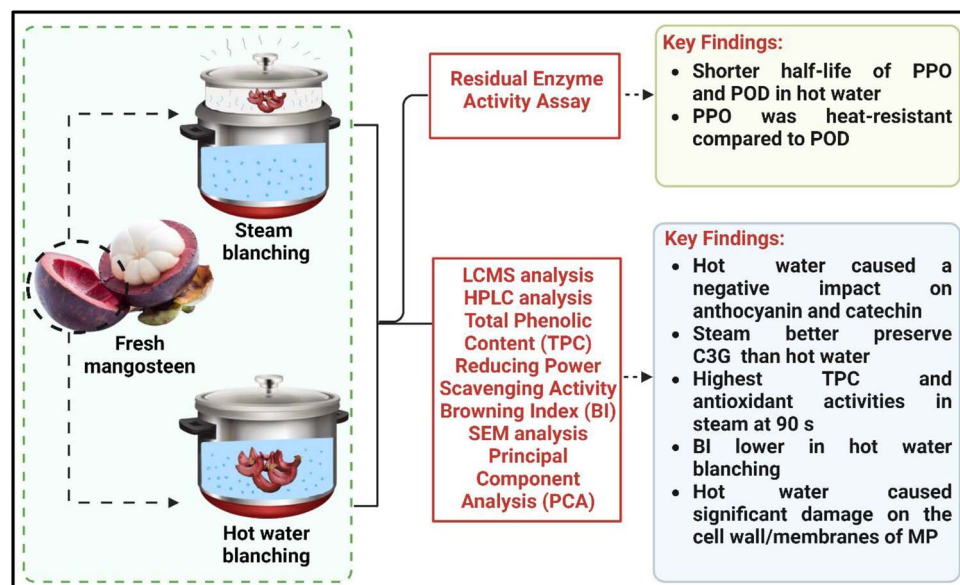 Steam
blanching
Fresh
mangosteen
Hot water
blanching
Residual Enzyme
Activity Assay
LCMS analysis
HPLC analysis
Total Phenolic
Content (TPC)
Reducing Power
Scavenging Activity
Browning Index (BI)
SEM analysis
Principal
Component
Analysis (PCA)
Key Findings:
• Shorter half-life of PPO
and POD in hot water
• PPO was heat-resistant
compared to POD
Key Findings:
• Hot water caused a
negative impact on
anthocyanin and catechin
• Steam better preserve
C3G than hot water
• Highest TPC and
antioxidant activities in
steam at 90 s
• BI lower in hot water
blanching
• Hot water caused
significant damage on the
cell wall/membranes of MP